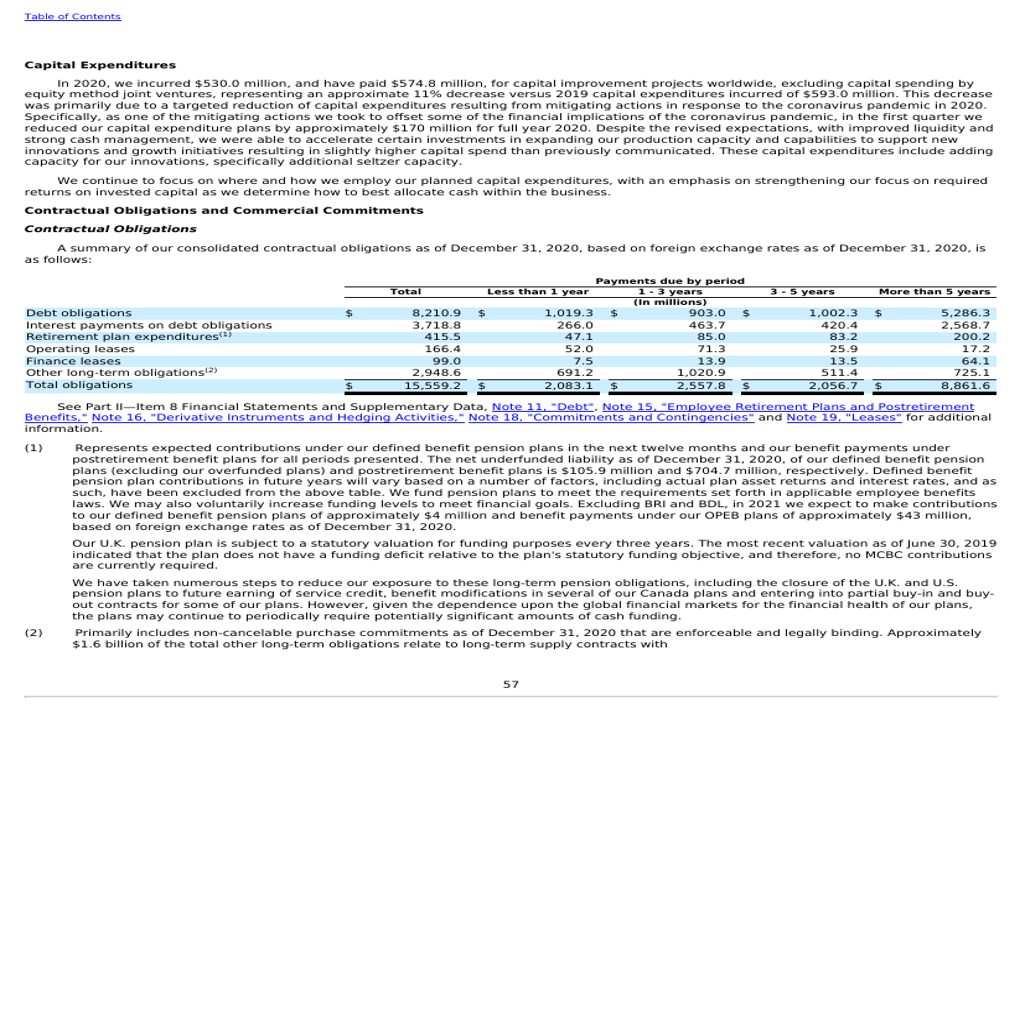 Table of Contents
Capital Expenditures
In 2020, we incurred $530.0 million, and have paid $574.8 million, for capital improvement projects worldwide, excluding capital spending by
equity method joint ventures, representing an approximate 11% decrease versus 2019 capital expenditures incurred of $593.0 million. This decrease
was primarily due to a targeted reduction of capital expenditures resulting from mitigating actions in response to the coronavirus pandemic in 2020.
Specifically, as one of the mitigating actions we took to offset some of the financial implications of the coronavirus pandemic, in the first quarter we
reduced our capital expenditure plans by approximately $170 million for full year 2020. Despite the revised expectations, with improved liquidity and
strong cash management, we were able to accelerate certain investments in expanding our production capacity and capabilities to support new
innovations and growth initiatives resulting in slightly higher capital spend than previously communicated. These capital expenditures include adding
capacity for our innovations, specifically additional seltzer capacity.
We continue to focus on where and how we employ our planned capital expenditures, with an emphasis on strengthening our focus on required
returns on invested capital as we determine how to best allocate cash within the business.
Contractual Obligations and Commercial Commitments
Contractual Obligations
A summary of our consolidated contractual obligations as of December 31, 2020, based on foreign exchange rates as of December 31, 2020, is
as follows:
Payments due by period
Total Less than 1 year 1 - 3 years 3 - 5 years More than 5 years
(In millions)
Debt obligations $ 8,210.9 $ 1,019.3 $ 903.0 $ 1,002.3 $ 5,286.3
Interest payments on debt obligations 3,718.8 266.0 463.7 420.4 2,568.7
Retirement plan expenditures(1) 415.5 47.1 85.0 83.2 200.2
Operating leases 166.4 52.0 71.3 25.9 17.2
Finance leases 99.0 7.5 13.9 13.5 64.1
Other long-term obligations(2) 2,948.6 691.2 1,020.9 511.4 725.1
Total obligations $ 15,559.2 $ 2,083.1 $ 2,557.8 $ 2,056.7 $ 8,861.6
See Part II—Item 8 Financial Statements and Supplementary Data, Note 11, "Debt", Note 15, "Employee Retirement Plans and Postretirement
Benefits," Note 16, "Derivative Instruments and Hedging Activities," Note 18, "Commitments and Contingencies" and Note 19, "Leases" for additional
information.
(1) Represents expected contributions under our defined benefit pension plans in the next twelve months and our benefit payments under
postretirement benefit plans for all periods presented. The net underfunded liability as of December 31, 2020, of our defined benefit pension
plans (excluding our overfunded plans) and postretirement benefit plans is $105.9 million and $704.7 million, respectively. Defined benefit
pension plan contributions in future years will vary based on a number of factors, including actual plan asset returns and interest rates, and as
such, have been excluded from the above table. We fund pension plans to meet the requirements set forth in applicable employee benefits
laws. We may also voluntarily increase funding levels to meet financial goals. Excluding BRI and BDL, in 2021 we expect to make contributions
to our defined benefit pension plans of approximately $4 million and benefit payments under our OPEB plans of approximately $43 million,
based on foreign exchange rates as of December 31, 2020.
Our U.K. pension plan is subject to a statutory valuation for funding purposes every three years. The most recent valuation as of June 30, 2019
indicated that the plan does not have a funding deficit relative to the plan's statutory funding objective, and therefore, no MCBC contributions
are currently required.
We have taken numerous steps to reduce our exposure to these long-term pension obligations, including the closure of the U.K. and U.S.
pension plans to future earning of service credit, benefit modifications in several of our Canada plans and entering into partial buy-in and buy-
out contracts for some of our plans. However, given the dependence upon the global financial markets for the financial health of our plans,
the plans may continue to periodically require potentially significant amounts of cash funding.
(2) Primarily includes non-cancelable purchase commitments as of December 31, 2020 that are enforceable and legally binding. Approximately
$1.6 billion of the total other long-term obligations relate to long-term supply contracts with
57